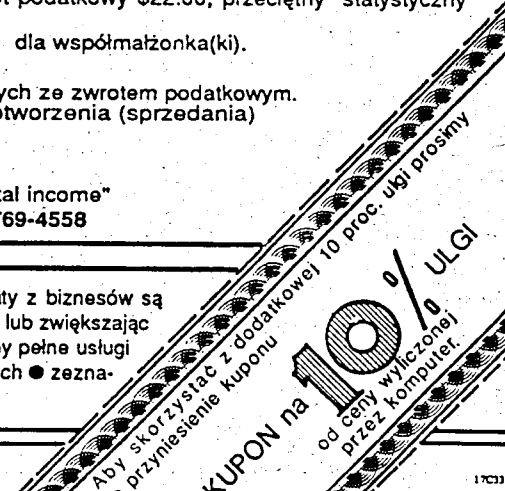 podatkowy $22.00, przeciętny "statystyczny
dla współmałżonka(ki).
ych ze zwrotem podatkowym.
otworzenia (sprzedania)
tal income"
769-4558
ty z biznesów są
lub zwiększając
y pełne usługi
ch ● zezna-
Aby skorzystać z dodatkowej 10 proc. ulgi prosimy
przyniesienie kuponu
KUPON na 10% ULGI
od ceny wyliczonej
przez komputer.
17C33